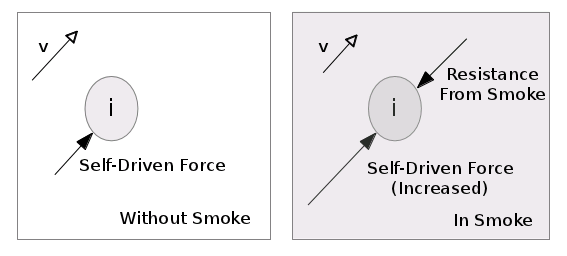 v
i
Self-Driven Force
Without Smoke
v
Resistance
From Smoke
i
Self-Driven Force
(Increased)
In Smoke